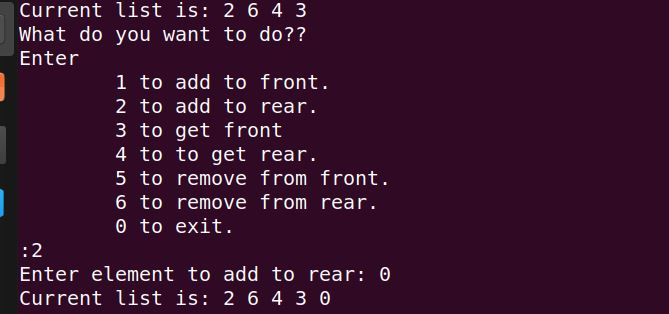 Current list is: 2 6 4 3
What do you want to do??
Enter
1 to add to front.
2 to add to rear.
3 to get front
4 to to get rear.
5 to remove from front.
6 to remove from rear.
0 to exit.
:2
Enter element to add to rear: 0
Current list is: 2 6 4 3 0